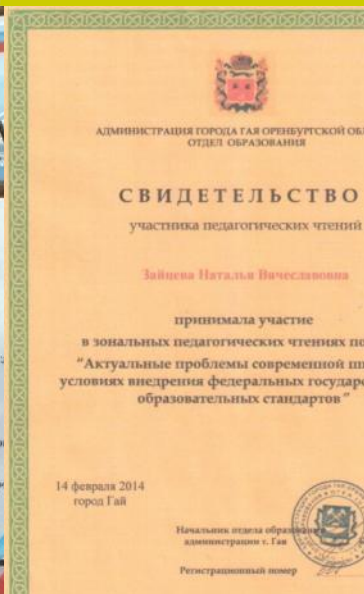 АДМИНИСТРАЦИЯ ГОРОДА ГАЯ ОРЕНБУРГСКОЙ ОБ
ОТДЕЛ ОБРАЗОВАНИЯ
СВИДЕТЕЛЬСТВО
участника педагогических чтений
Зайцева Наталья Вячеславовна
принимала участие
в зональных педагогических чтениях по
"Актуальные проблемы современной ш
условиях внедрения федеральных государ
образовательных стандартов"
14 февраля 2014
город Гай
Начальник отдела образования
администрации г. Гая
Регистрационный номер